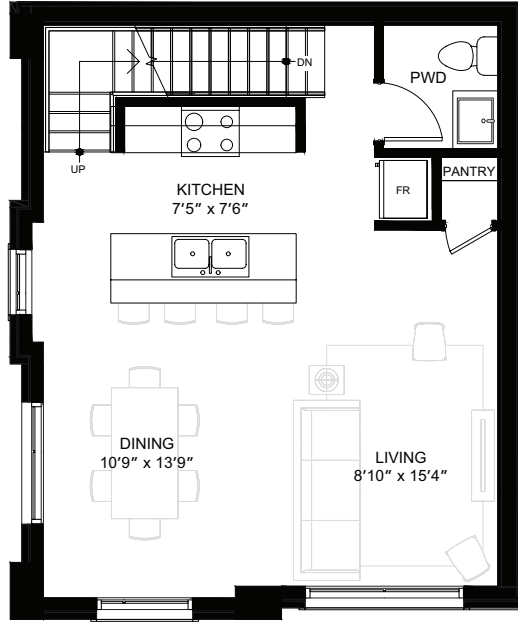 DN
PWD
UP
PANTRY
FR
KITCHEN
7'5" x 7'6"
DINING
10'9" x 13'9"
LIVING
8'10" x 15'4"